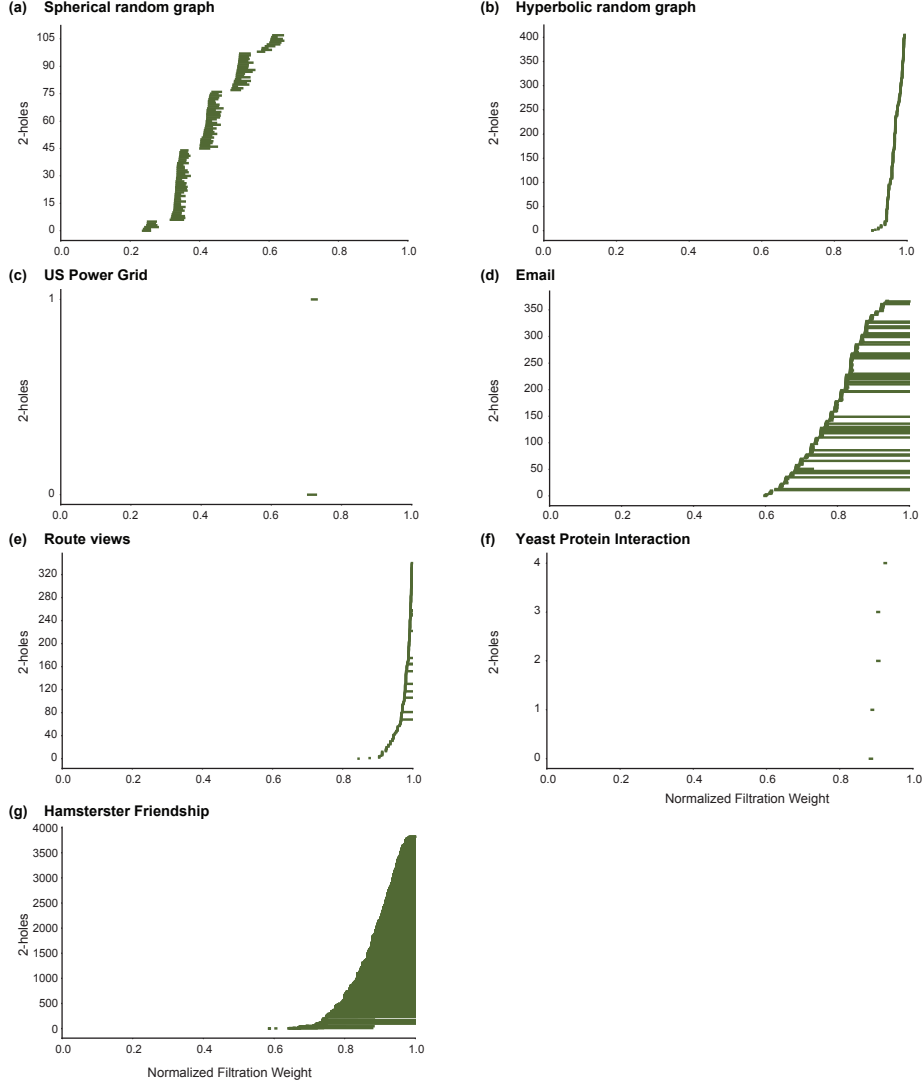 (a) Spherical random graph
105
90
75
60
45
30
15
0
2-holes
0.0 0.2 0.4 0.6 0.8 1.0
(b) Hyperbolic random graph
400
350
300
250
200
150
100
50
0
2-holes
0.0 0.2 0.4 0.6 0.8 1.0
(c) US Power Grid
1
0
2-holes
0.0 0.2 0.4 0.6 0.8 1.0
(d) Email
350
300
250
200
150
100
50
0
2-holes
0.0 0.2 0.4 0.6 0.8 1.0
(e) Route views
320
280
240
200
160
120
80
40
0
2-holes
0.0 0.2 0.4 0.6 0.8 1.0
(f) Yeast Protein Interaction
4
3
2
1
0
2-holes
0.0 0.2 0.4 0.6 0.8 1.0
Normalized Filtration Weight
(g) Hamsterster Friendship
4000
3500
3000
2500
2000
1500
1000
500
0
2-holes
0.0 0.2 0.4 0.6 0.8 1.0
Normalized Filtration Weight